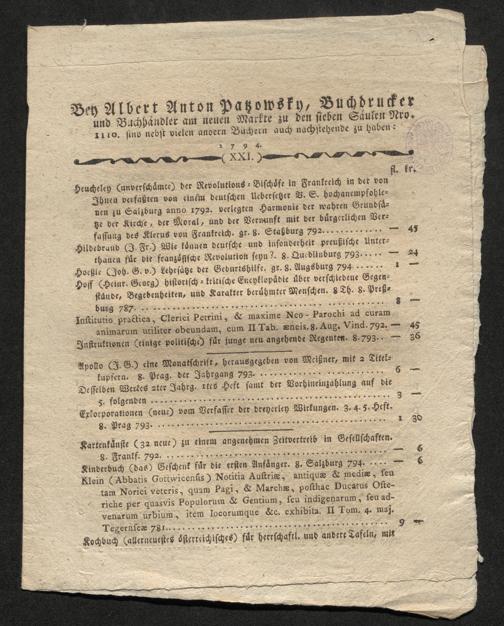 Bey Albert Anton Patzowsky, Buchdrucker
und Buchhändler am neuen Markte zu den sieben Säulen Nro.
1110. sind nebst vielen andern Büchern auch nachstehende zu haben:
1794.
(XXI.)
fl. kr.
Heucheley (unverschämte) der Revolutions-Bischöfe in Frankreich in der von
Ihnen verfaßten von einem deutschen Uebersetzer V. S. hochanempfohle-
nen zu Salzburg anno 1792. verlegten Harmonie der wahren Grundsä-
tze der Kirche, der Moral, und der Vernunft mit der bürgerlichen Ver-
fassung des Klerus von Frankreich. gr. 8. Staßburg 792. — 45
Hildebrand (J. Fr.) Wie können deutsche und insonderheit preußische Unter-
thanen für die französische Revolution seyn?. 8. Quedlinburg 793. — 24
(Joh. G. v.) Lehrsätze der Geburtshilfe. gr. 8. Augsburg 794. 1 —
Hoff (Heinr. Georg) historisch-kritische Encyklopädie über verschiedene Gegen-
stände, Begebenheiten, und Karakter berühmter Menschen. 8 Th. 8. Preß-
burg 787. 8 —
Institutio practica, Clerici Petrini, & maxime Neo-Parochi ad curam
animarum utiliter obeundam, cum II Tab. æneis. 8. Aug. Vind. 792. — 45
Instruktionen (einige politische) für junge neu angehende Regenten. 8. 793. — 36
Apollo (J. G.) eine Monatschrift, herausgegeben von Meißner, mit 2 Titel-
kupfern. 8. Prag. der Jahrgang 793. 6 —
Desselben Werkes 2ter Jahrg. 1tes Heft samt der Vorhineinzahlung auf die
5. folgenden 3 —
Explorporationen (neue) vom Verfasser der dreyerley Wirkungen. 3. 4. 5. Heft.
8. Prag 793. 1 30
Kartenkünste (32 neue) zu einem angenehmen Zeitvertreib in Gesellschaften.
8. Frankf. 792. — 6
Kinderbuch (das) Geschenk für die ersten Anfänger. 8. Salzburg 794. — 6
Klein (Abbatis Gottwicensis) Notitia Austriæ, antiquæ & mediæ, seu
tam Norici veteris, quam Pagi, & Marchæ, posthac Ducatus Oste-
riche per quasvis Populorum & Gentium, seu indigenarum, seu ad-
venarum urbium, item locorumque &c. exhibita. II Tom. 4. maj.
Tegernseæ 781. 9 —
Kochbuch (allerneuestes österreichisches) für herrschaftl. und andere Tafeln, mit